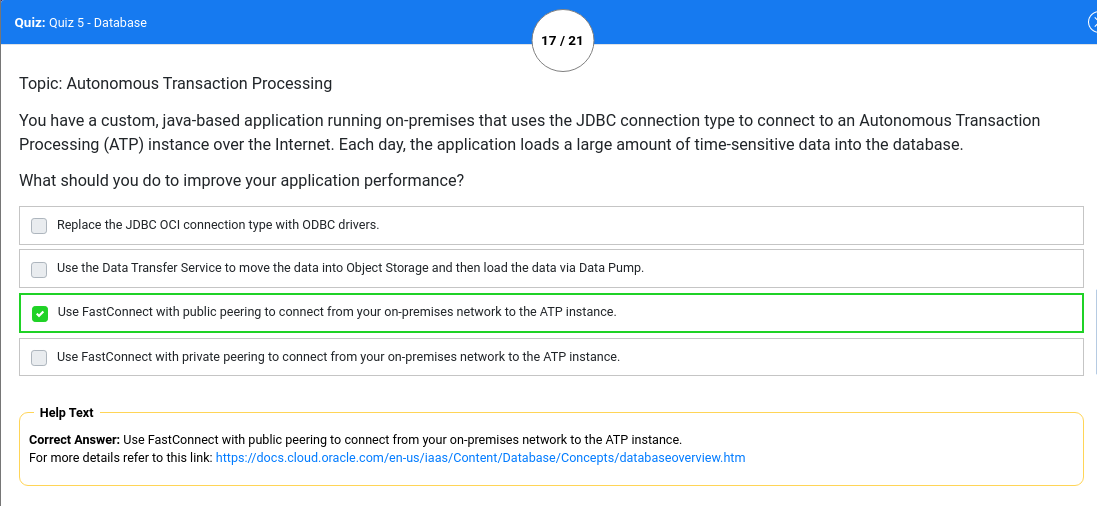 Quiz: Quiz 5 - Database
17 / 21
Topic: Autonomous Transaction Processing
You have a custom, java-based application running on-premises that uses the JDBC connection type to connect to an Autonomous Transaction
Processing (ATP) instance over the Internet. Each day, the application loads a large amount of time-sensitive data into the database.
What should you do to improve your application performance?
Replace the JDBC OCI connection type with ODBC drivers.
Use the Data Transfer Service to move the data into Object Storage and then load the data via Data Pump.
Use FastConnect with public peering to connect from your on-premises network to the ATP instance.
Use FastConnect with private peering to connect from your on-premises network to the ATP instance.
Help Text
Correct Answer: Use FastConnect with public peering to connect from your on-premises network to the ATP instance.
For more details refer to this link: https://docs.cloud.oracle.com/en-us/iaas/Content/Database/Concepts/databaseoverview.htm